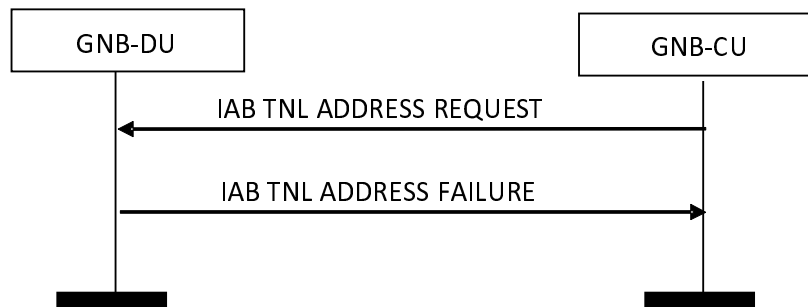 GNB-DU
GNB-CU
IAB TNL ADDRESS REQUEST
IAB TNL ADDRESS FAILURE